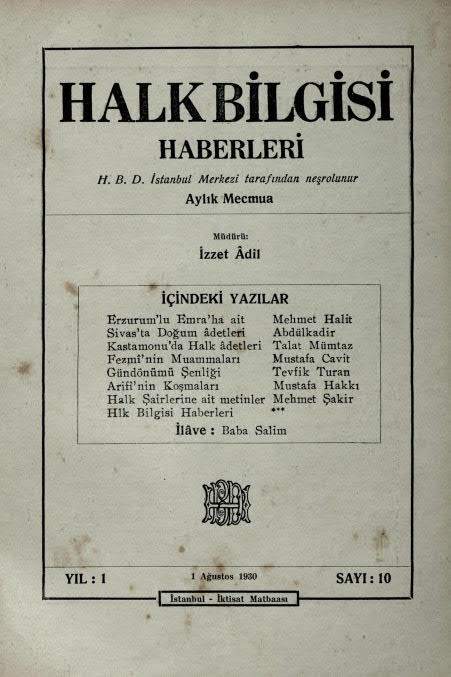 HALK BİLGİSİ
HABERLERİ
H. B. D. İstanbul Merkezi tarafından neşrolunur
Aylık Mecmua
Müdürü:
İzzet Âdil
İÇİNDEKİ YAZILAR
Erzurum'lu Emra'ha ait Mehmet Halit
Sivas'ta Doğum âdetleri Abdülkadir
Kastamonu'da Halk âdetleri Talat Mümtaz
Fezmî'nin Muammaları Mustafa Cavit
Gündönümü Şenliği Tevfik Turan
Arifî'nin Koşmaları Mustafa Hakkı
Halk Şairlerine ait metinler Mehmet Şakir
Hlk Bilgisi Haberleri ***
İlâve : Baba Salim
YIL : 1 1 Ağustos 1930 SAYI : 10
İstanbul - İktisat Matbaası